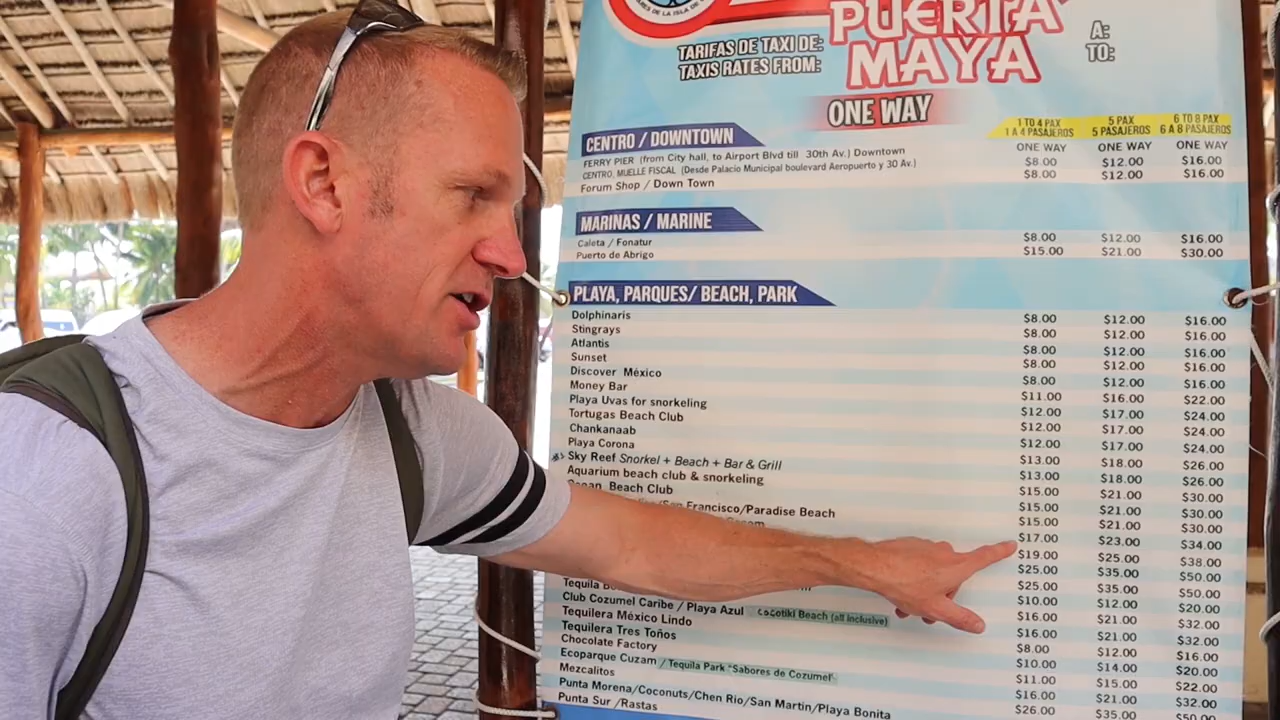 TARIFAS DE TAXI DE:
TAXIS RATES FROM:
PUERTA
MAYA
A:
TO:
ONE WAY
1 TO 4 PAX 5 PAX 6 TO 8 PAX
1 A 4 PASAJEROS 5 PASAJEROS 6 A 8 PASAJEROS
CENTRO / DOWNTOWN ONE WAY ONE WAY ONE WAY
FERRY PIER (from City hall, to Airport Blvd till 30th Av.) Downtown $8.00 $12.00 $16.00
CENTRO, MUELLE FISCAL (Desde Palacio Municipal boulevard Aeropuerto y 30 Av.) $8.00 $12.00 $16.00
Forum Shop / Down Town
MARINAS / MARINE
Caleta / Fonatur $8.00 $12.00 $16.00
Puerto de Abrigo $15.00 $21.00 $30.00
PLAYA, PARQUES/ BEACH, PARK
Dolphinaris $8.00 $12.00 $16.00
Stingrays $8.00 $12.00 $16.00
Atlantis $8.00 $12.00 $16.00
Sunset $8.00 $12.00 $16.00
Discover México $8.00 $12.00 $16.00
Money Bar $11.00 $16.00 $22.00
Playa Uvas for snorkeling $12.00 $17.00 $24.00
Tortugas Beach Club $12.00 $17.00 $24.00
Chankanaab $12.00 $17.00 $24.00
Playa Corona $13.00 $18.00 $26.00
Sky Reef Snorkel + Beach + Bar & Grill $13.00 $18.00 $26.00
Aquarium beach club & snorkeling $15.00 $21.00 $30.00
Beach Club $15.00 $21.00 $30.00
/San Francisco/Paradise Beach $15.00 $21.00 $30.00
$17.00 $23.00 $34.00
$19.00 $25.00 $38.00
$25.00 $35.00 $50.00
Tequila $25.00 $35.00 $50.00
Club Cozumel Caribe / Playa Azul Cocotiki Beach (all inclusive) $10.00 $12.00 $20.00
Tequilera México Lindo $16.00 $21.00 $32.00
Tequilera Tres Toños $16.00 $21.00 $32.00
Chocolate Factory $8.00 $12.00 $16.00
Ecoparque Cuzam / Tequila Park "Sabores de Cozumel" $10.00 $14.00 $20.00
Mezcalitos $11.00 $15.00 $22.00
Punta Morena/Coconuts/Chen Rio/San Martín/Playa Bonita $16.00 $21.00 $32.00
Punta Sur /Rastas $26.00 $35.00 $50.00